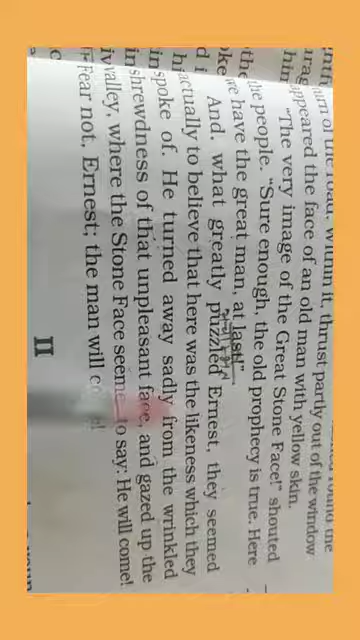 turn of the road. Within it, thrust partly out of the window
appeared the face of an old man with yellow skin.
"The very image of the Great Stone Face!" shouted
the people. "Sure enough, the old prophecy is true. Here
we have the great man, at last!"
And, what greatly puzzled Ernest, they seemed
actually to believe that here was the likeness which they
spoke of. He turned away sadly from the wrinkled
shrewdness of that unpleasant face, and gazed up the
valley, where the Stone Face seemed to say: He will come!
Fear not, Ernest; the man will
II